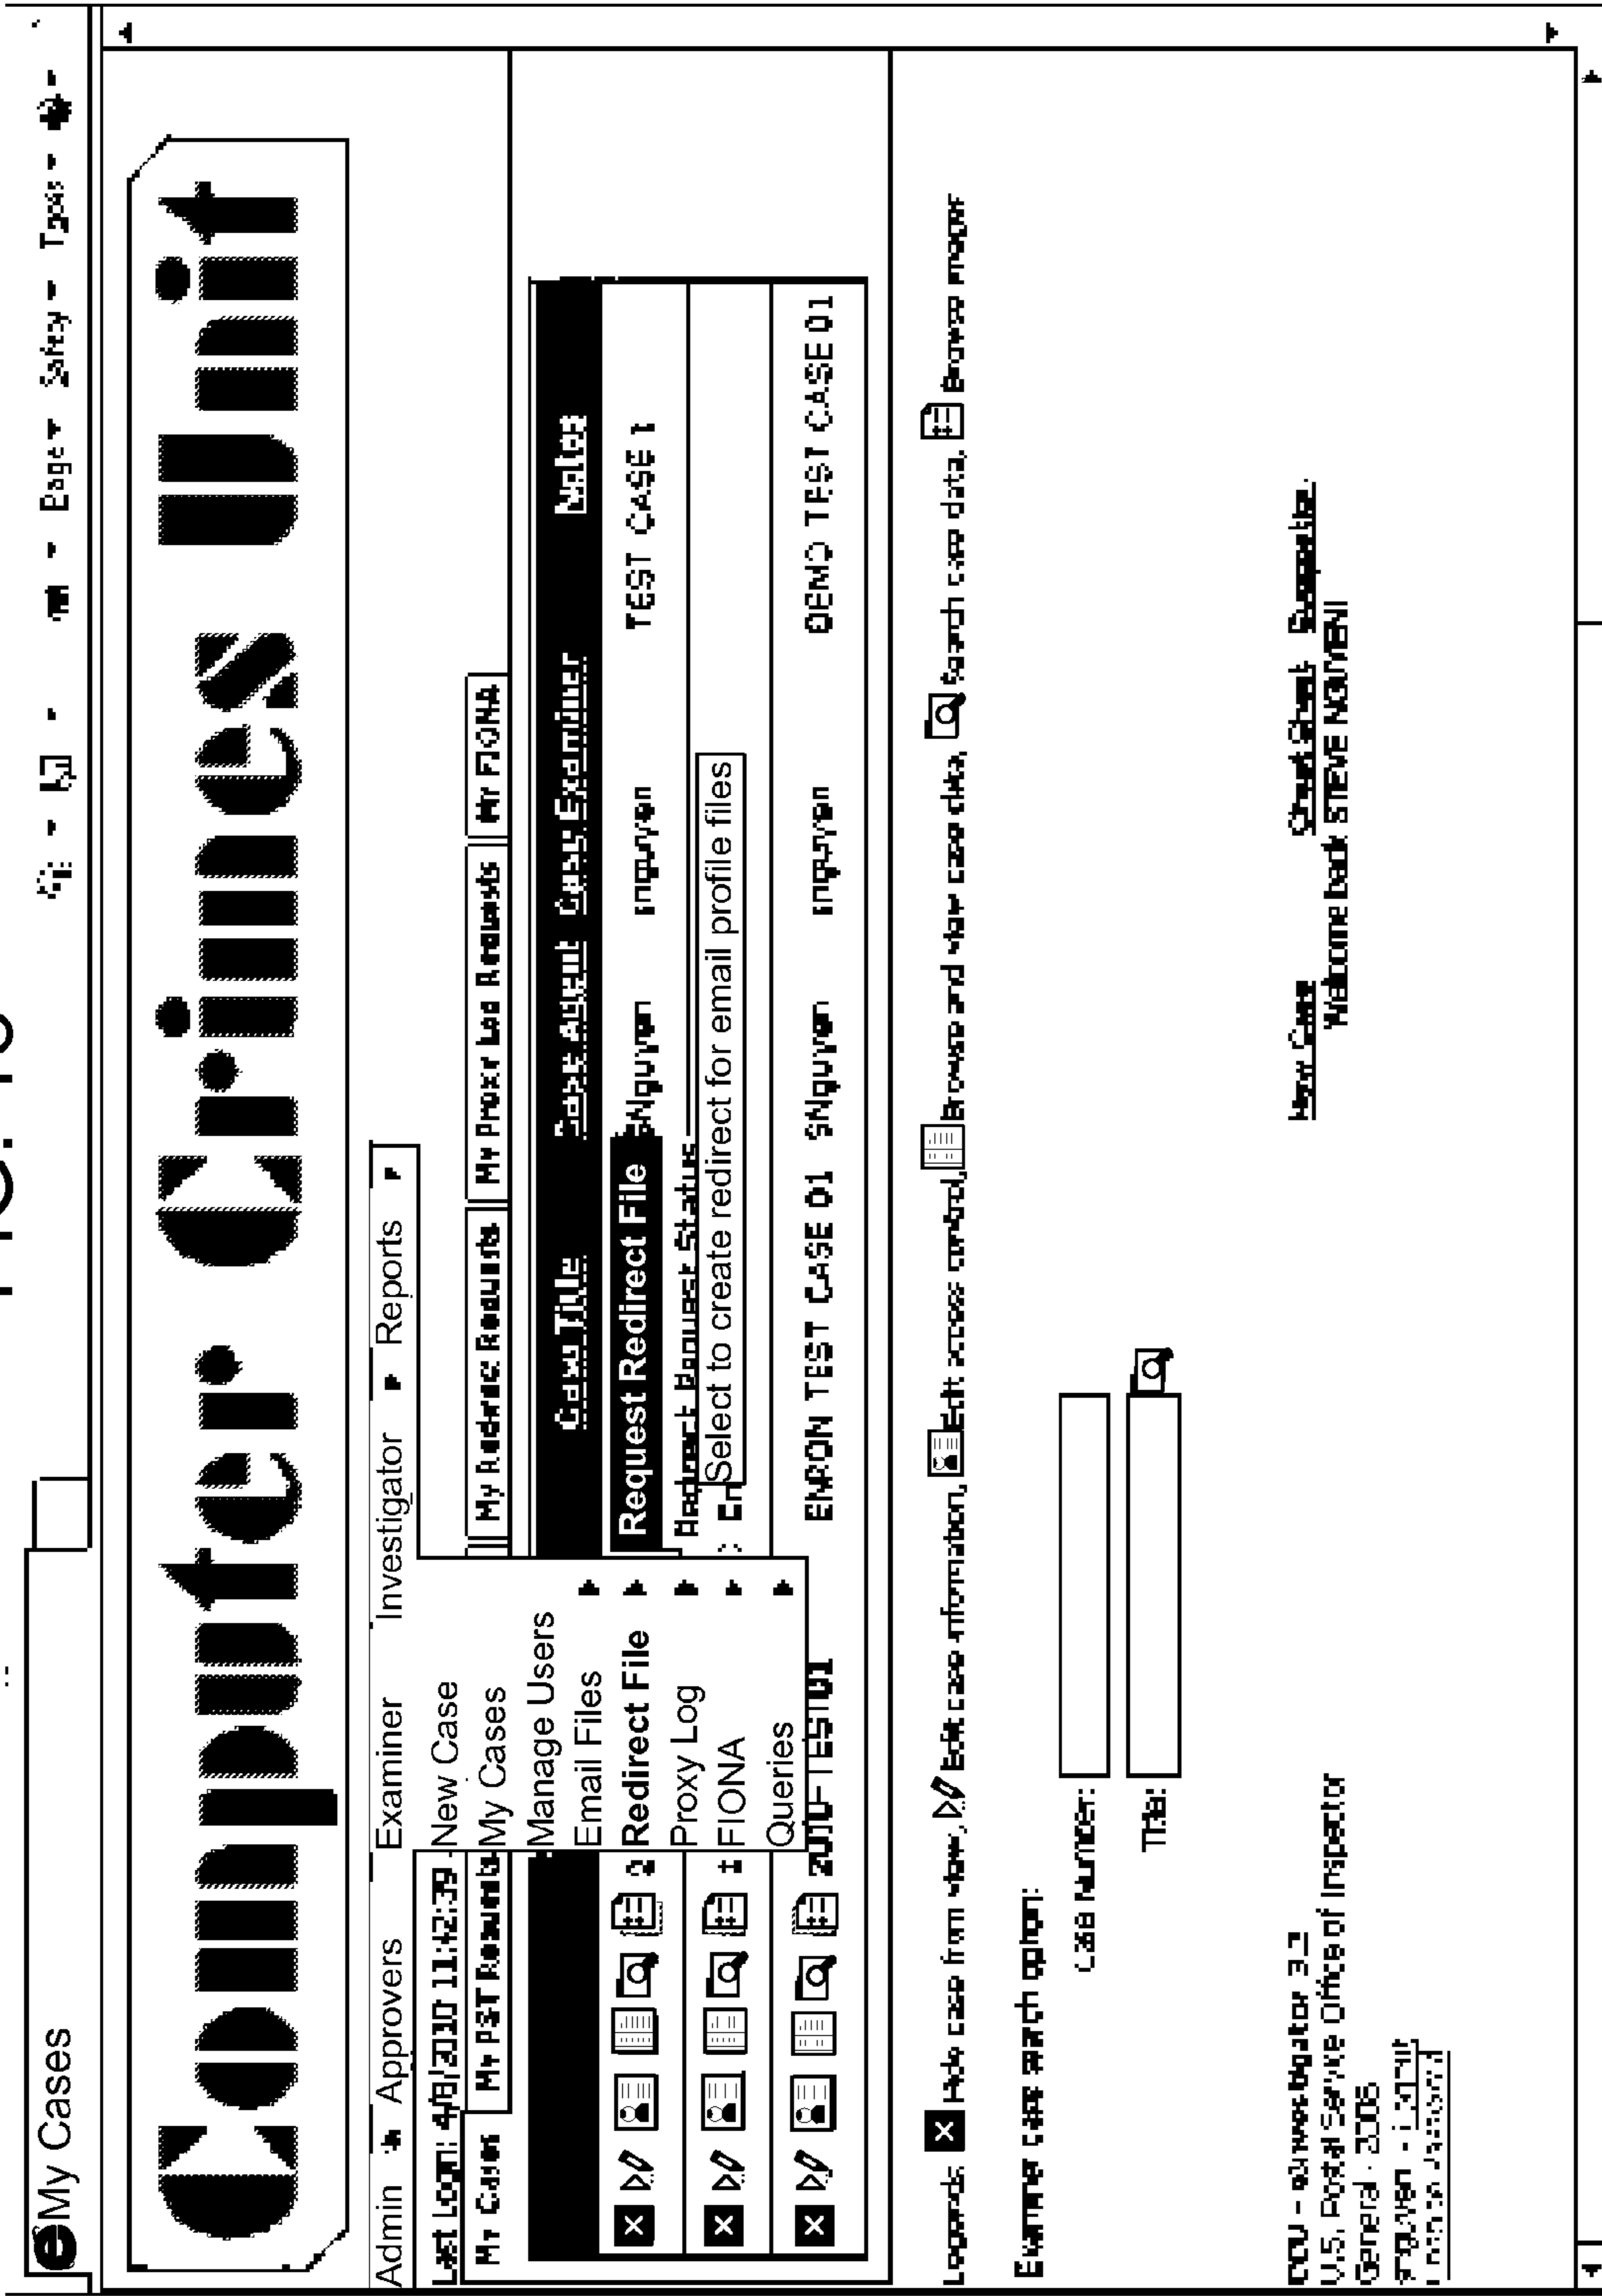 My Cases
Page Safety Tools
Computer Crimes Unit
Admin Approvers Examiner Investigator Reports
Last Logon: 4/8/2010 11:42:39
New Case
My Cases
Manage Users
Email Files
Redirect File
Proxy Log
FIONA
Queries
My Cases My PST Requests My Redirect Requests My Proxy Log Requests My FIONA
Case Title Case Agent Case Examiner Notes
Request Redirect File SNguyen snguyen TEST CASE 1
Redirect Request Status
Select to create redirect for email profile files
2010-TEST01 ENRON TEST CASE 01 SNguyen snguyen DEMO TEST CASE 01
Legends: Hide case from view, Edit case information, Edit access control, Browse and view case data, Search case data, Browse
Examiner case search option:
Case Number:
Title:
New Case Cheat Sheet
3.2
U.S. Postal Service Office of Inspector
General - 2008
Welcome back STEVE NGUYEN!